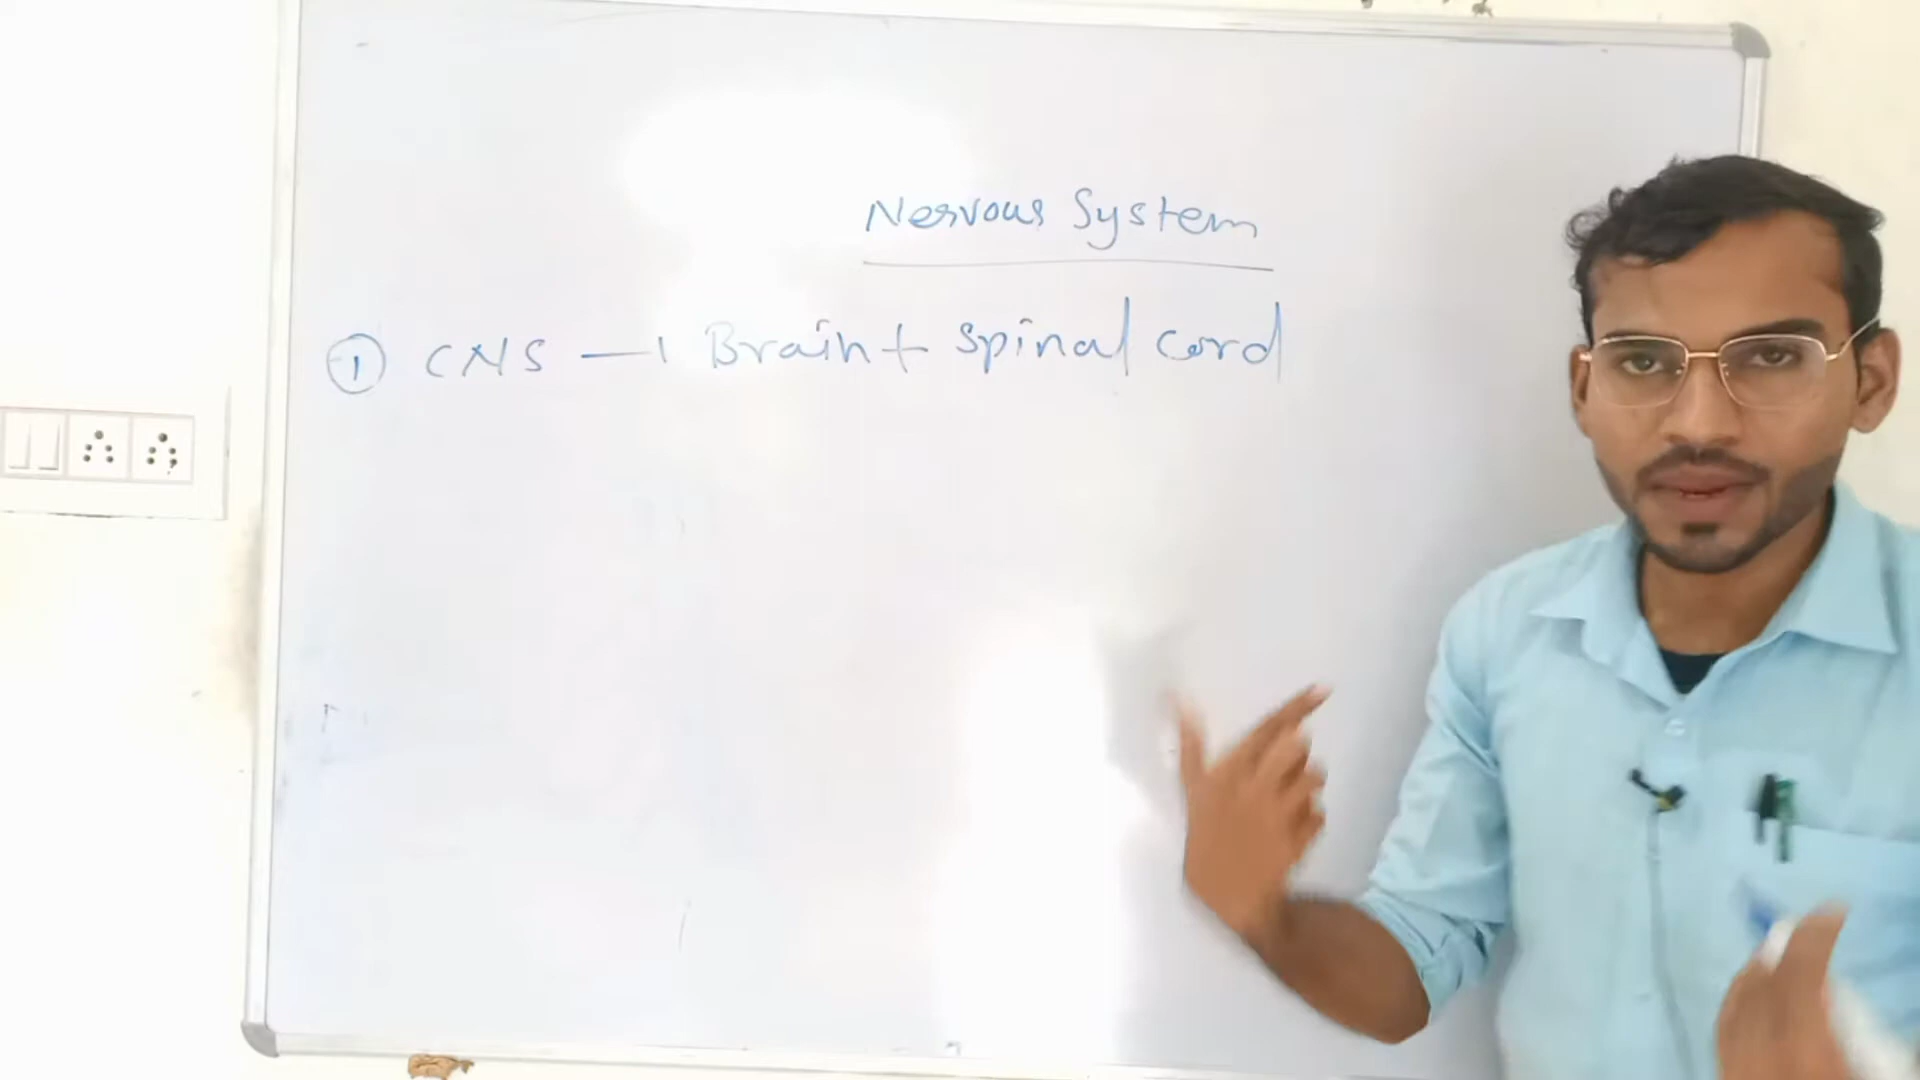 Nervous System
① CNS — Brain + spinal cord